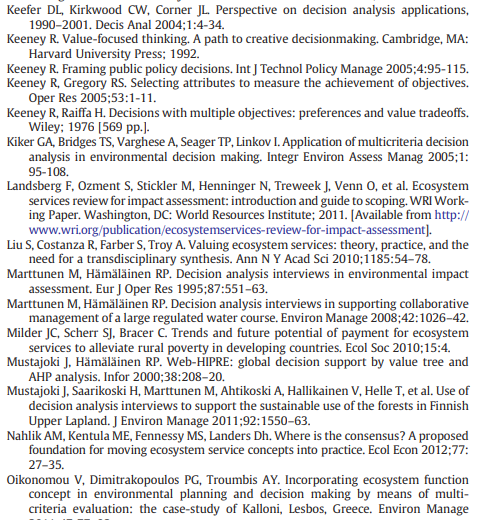 Keefer DL, Kirkwood CW, Corner JL. Perspective on decision analysis applications,
1990–2001. Decis Anal 2004;1:4-34.
Keeney R. Value-focused thinking. A path to creative decisionmaking. Cambridge, MA:
Harvard University Press; 1992.
Keeney R. Framing public policy decisions. Int J Technol Policy Manage 2005;4:95-115.
Keeney R, Gregory RS. Selecting attributes to measure the achievement of objectives.
Oper Res 2005;53:1-11.
Keeney R, Raiffa H. Decisions with multiple objectives: preferences and value tradeoffs.
Wiley; 1976 [569 pp.].
Kiker GA, Bridges TS, Varghese A, Seager TP, Linkov I. Application of multicriteria decision
analysis in environmental decision making. Integr Environ Assess Manag 2005;1:
95-108.
Landsberg F, Ozment S, Stickler M, Henninger N, Treweek J, Venn O, et al. Ecosystem
services review for impact assessment: introduction and guide to scoping. WRI Work-
ing Paper. Washington, DC: World Resources Institute; 2011. [Available from http://
www.wri.org/publication/ecosystemservices-review-for-impact-assessment].
Liu S, Costanza R, Farber S, Troy A. Valuing ecosystem services: theory, practice, and the
need for a transdisciplinary synthesis. Ann N Y Acad Sci 2010;1185:54–78.
Marttunen M, Hämäläinen RP. Decision analysis interviews in environmental impact
assessment. Eur J Oper Res 1995;87:551–63.
Marttunen M, Hämäläinen RP. Decision analysis interviews in supporting collaborative
management of a large regulated water course. Environ Manage 2008;42:1026–42.
Milder JC, Scherr SJ, Bracer C. Trends and future potential of payment for ecosystem
services to alleviate rural poverty in developing countries. Ecol Soc 2010;15:4.
Mustajoki J, Hämäläinen RP. Web-HIPRE: global decision support by value tree and
AHP analysis. Infor 2000;38:208–20.
Mustajoki J, Saarikoski H, Marttunen M, Ahtikoski A, Hallikainen V, Helle T, et al. Use of
decision analysis interviews to support the sustainable use of the forests in Finnish
Upper Lapland. J Environ Manage 2011;92:1550–63.
Nahlik AM, Kentula ME, Fennessy MS, Landers Dh. Where is the consensus? A proposed
foundation for moving ecosystem service concepts into practice. Ecol Econ 2012;77:
27–35.
Oikonomou V, Dimitrakopoulos PG, Troumbis AY. Incorporating ecosystem function
concept in environmental planning and decision making by means of multi-
criteria evaluation: the case-study of Kalloni, Lesbos, Greece. Environ Manage